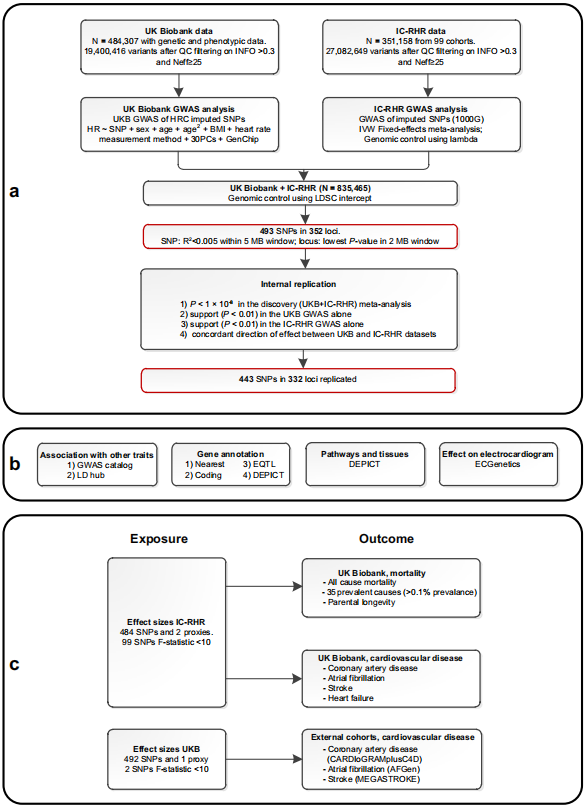 UK Biobank data
N = 484,307 with genetic and phenotypic data.
19,400,416 variants after QC filtering on INFO >0.3
and Neff≥25
IC-RHR data
N = 351,158 from 99 cohorts.
27,082,649 variants after QC filtering on INFO >0.3
and Neff≥25
UK Biobank GWAS analysis
UKB GWAS of HRC imputed SNPs
HR ~ SNP + sex + age + age² + BMI + heart rate
measurement method + 30PCs + GenChip
IC-RHR GWAS analysis
GWAS of imputed SNPs (1000G)
IVW Fixed-effects meta-analysis;
Genomic control using lambda
a
UK Biobank + IC-RHR (N = 835,465)
Genomic control using LDSC intercept
493 SNPs in 352 loci.
SNP: R²<0.005 within 5 MB window; locus: lowest P-value in 2 MB window
Internal replication
1) P < 1 × 10⁻⁸ in the discovery (UKB+IC-RHR) meta-analysis
2) support (P < 0.01) in the UKB GWAS alone
3) support (P < 0.01) in the IC-RHR GWAS alone
4) concordant direction of effect between UKB and IC-RHR datasets
443 SNPs in 332 loci replicated
b
Association with other traits
1) GWAS catalog
2) LD hub
Gene annotation
1) Nearest 3) EQTL
2) Coding 4) DEPICT
Pathways and tissues
DEPICT
Effect on electrocardiogram
ECGenetics
c
Exposure
Outcome
Effect sizes IC-RHR
484 SNPs and 2 proxies.
99 SNPs F-statistic <10
UK Biobank, mortality
- All cause mortality
- 35 prevalent causes (>0.1% prevalance)
- Parental longevity
UK Biobank, cardiovascular disease
- Coronary artery disease
- Atrial fibrillation
- Stroke
- Heart failure
Effect sizes UKB
492 SNPs and 1 proxy
2 SNPs F-statistic <10
External cohorts, cardiovascular disease
- Coronary artery disease
(CARDIoGRAMplusC4D)
- Atrial fibrillation (AFGen)
- Stroke (MEGASTROKE)